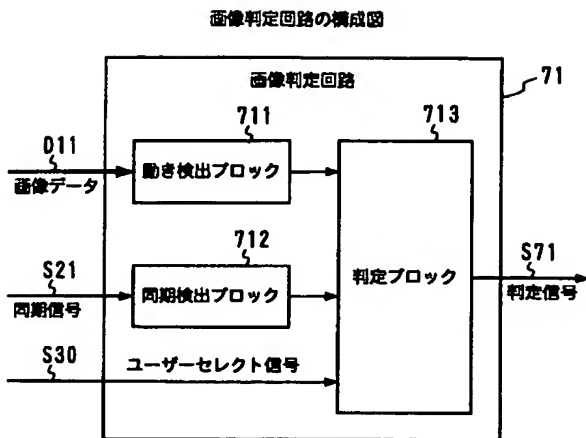 画像判定回路の構成図
71
画像判定回路
711
713
D11
画像データ
動き検出ブロック
712
S21
同期信号
同期検出ブロック
判定ブロック
S71
判定信号
S30
ユーザーセレクト信号